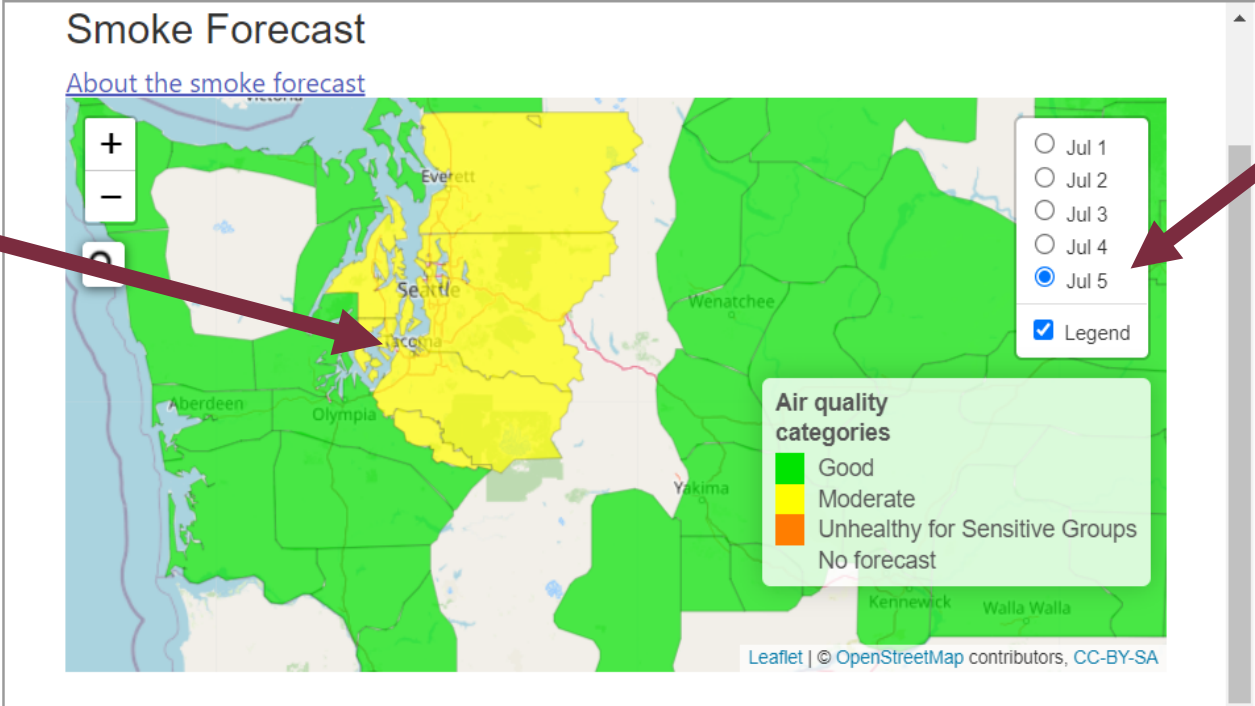 Smoke Forecast
About the smoke forecast
Victoria
+
Jul 1
−
Everett
Jul 2
Jul 3
Jul 4
Jul 5
Seattle
Wenatchee
Legend
Tacoma
Aberdeen
Olympia
Air quality
categories
Good
Moderate
Yakima
Unhealthy for Sensitive Groups
No forecast
Kennewick
Walla Walla
Leaflet | © OpenStreetMap contributors, CC-BY-SA